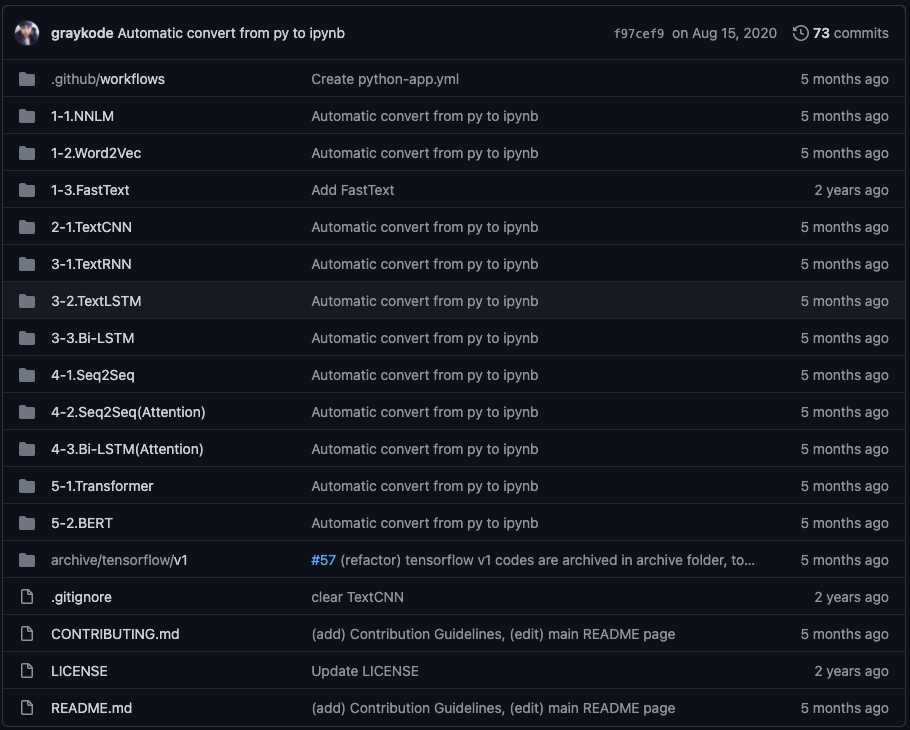 graykode Automatic convert from py to ipynb f97cef9 on Aug 15, 2020 73 commits
.github/workflows Create python-app.yml 5 months ago
1-1.NNLM Automatic convert from py to ipynb 5 months ago
1-2.Word2Vec Automatic convert from py to ipynb 5 months ago
1-3.FastText Add FastText 2 years ago
2-1.TextCNN Automatic convert from py to ipynb 5 months ago
3-1.TextRNN Automatic convert from py to ipynb 5 months ago
3-2.TextLSTM Automatic convert from py to ipynb 5 months ago
3-3.Bi-LSTM Automatic convert from py to ipynb 5 months ago
4-1.Seq2Seq Automatic convert from py to ipynb 5 months ago
4-2.Seq2Seq(Attention) Automatic convert from py to ipynb 5 months ago
4-3.Bi-LSTM(Attention) Automatic convert from py to ipynb 5 months ago
5-1.Transformer Automatic convert from py to ipynb 5 months ago
5-2.BERT Automatic convert from py to ipynb 5 months ago
archive/tensorflow/v1 #57 (refactor) tensorflow v1 codes are archived in archive folder, to... 5 months ago
.gitignore clear TextCNN 2 years ago
CONTRIBUTING.md (add) Contribution Guidelines, (edit) main README page 5 months ago
LICENSE Update LICENSE 2 years ago
README.md (add) Contribution Guidelines, (edit) main README page 5 months ago